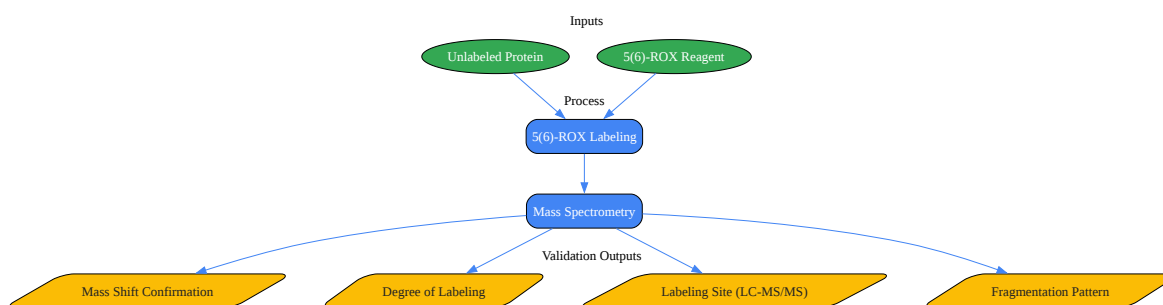 Inputs
Unlabeled Protein
5(6)-ROX Reagent
Process
5(6)-ROX Labeling
Mass Spectrometry
Validation Outputs
Mass Shift Confirmation
Degree of Labeling
Labeling Site (LC-MS/MS)
Fragmentation Pattern